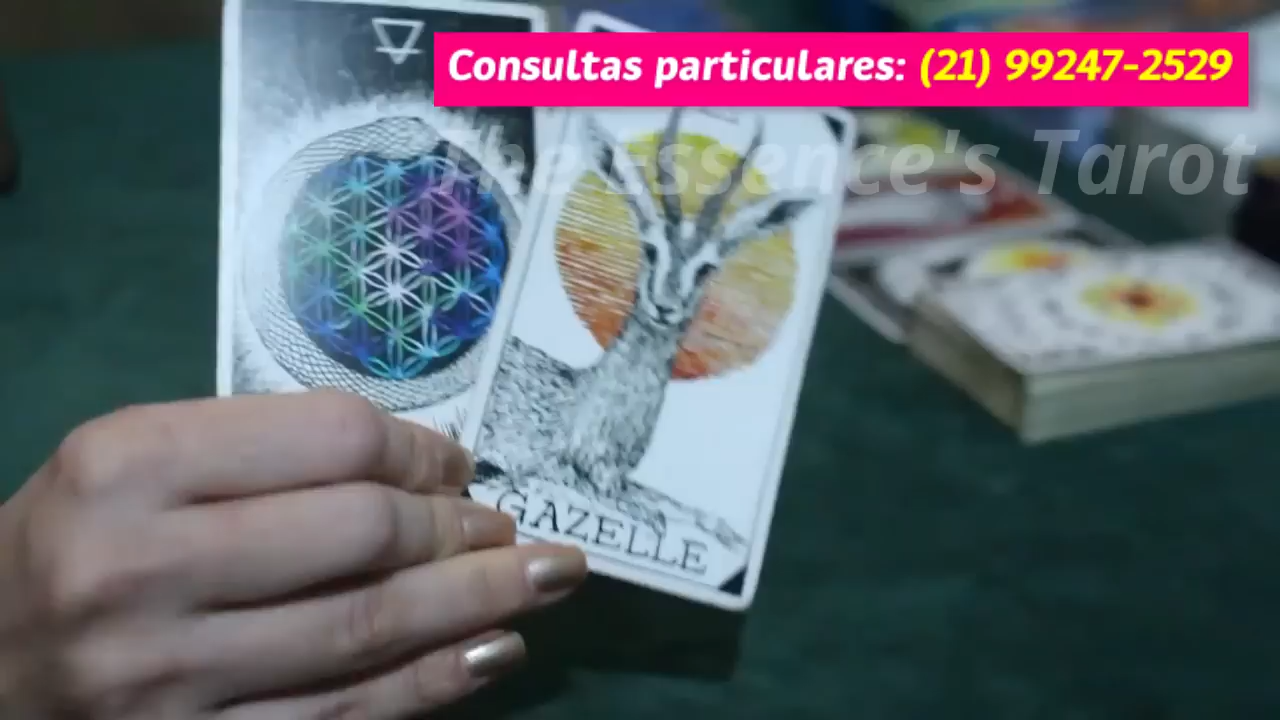 Consultas particulares: (21) 99247-2529
The Essence's Tarot
GAZELLE